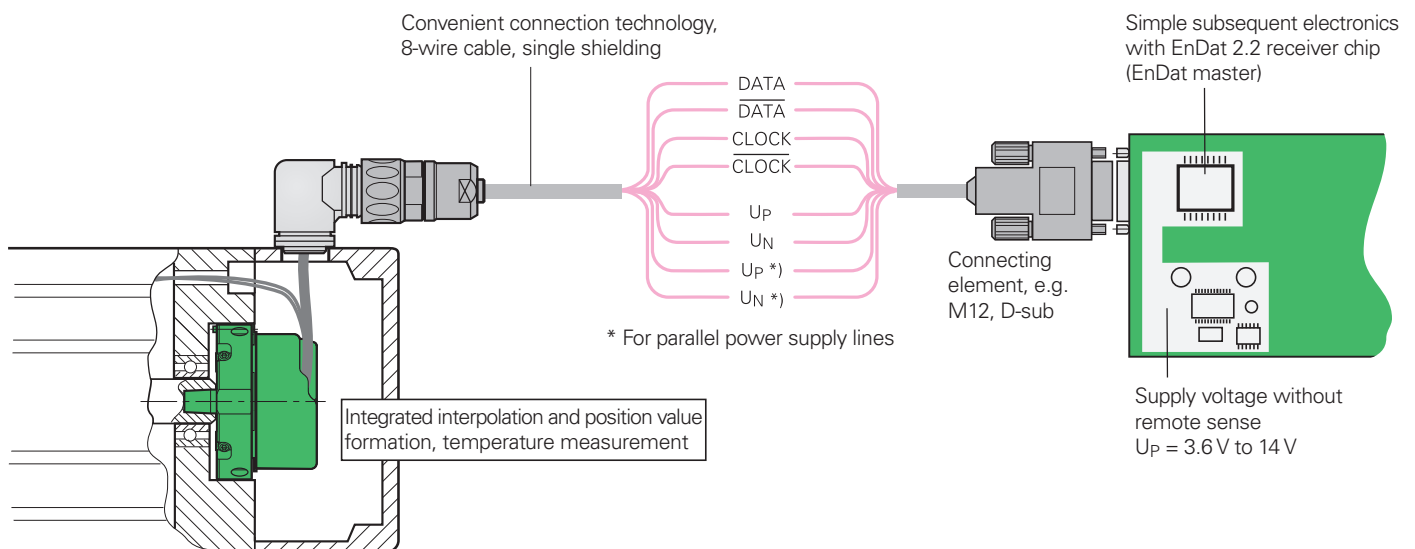 Convenient connection technology,
8-wire cable, single shielding
Simple subsequent electronics
with EnDat 2.2 receiver chip
(EnDat master)
DATA
D̅A̅T̅A̅
CLOCK
C̅L̅O̅C̅K̅
UP
UN
UP *)
UN *)
* For parallel power supply lines
Connecting
element, e.g.
M12, D-sub
Integrated interpolation and position value
formation, temperature measurement
Supply voltage without
remote sense
UP = 3.6 V to 14 V